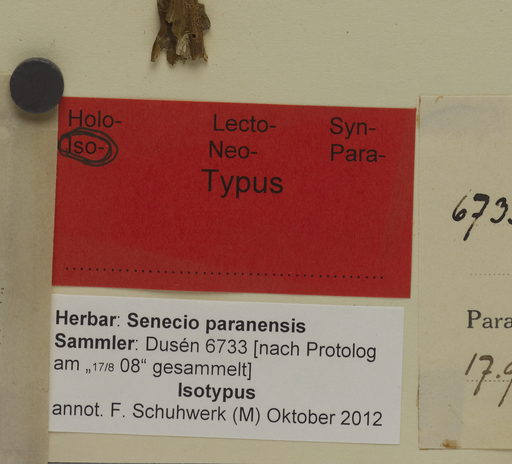 Holo- Lecto- Syn-
Iso- Neo- Para-
Typus
Herbar: Senecio paranensis
Sammler: Dusén 6733 [nach Protolog
am „17/8 08“ gesammelt]
Isotypus
annot. F. Schuhwerk (M) Oktober 2012
673
Para
17.9